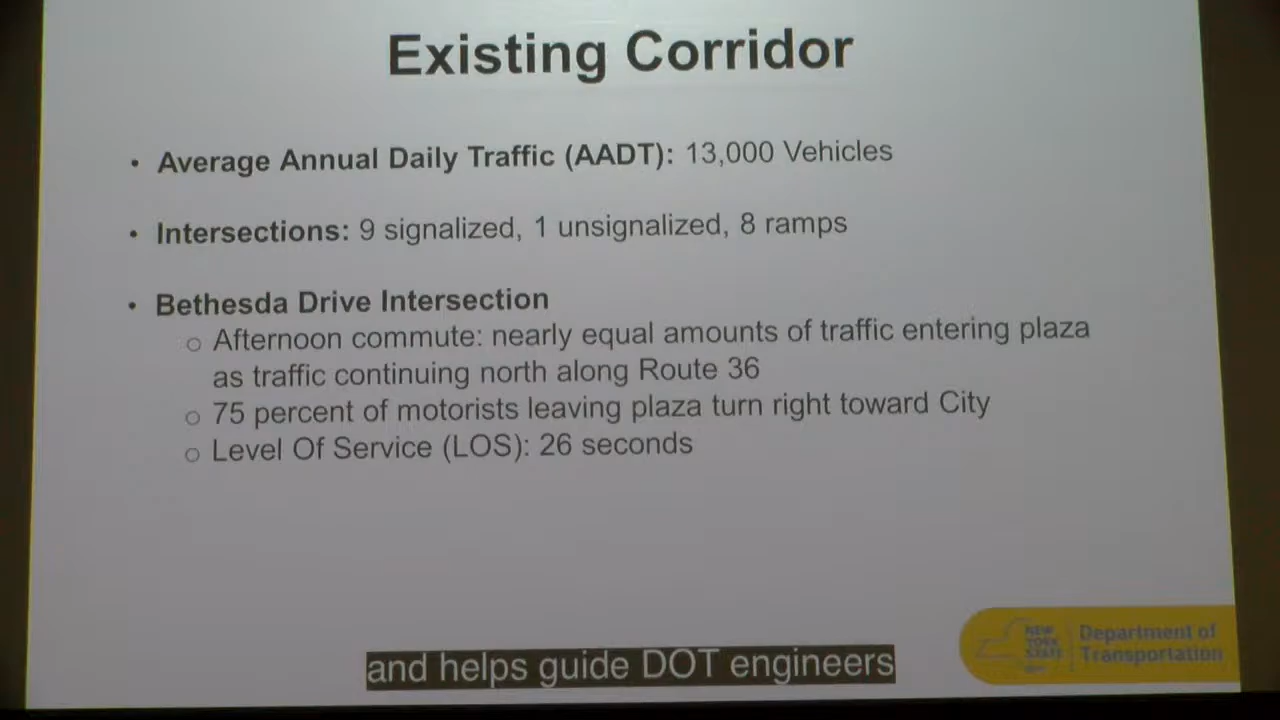 Existing Corridor
• Average Annual Daily Traffic (AADT): 13,000 Vehicles
• Intersections: 9 signalized, 1 unsignalized, 8 ramps
• Bethesda Drive Intersection
o Afternoon commute: nearly equal amounts of traffic entering plaza
as traffic continuing north along Route 36
o 75 percent of motorists leaving plaza turn right toward City
o Level Of Service (LOS): 26 seconds
NEW
YORK
STATE
Department of
Transportation
and helps guide DOT engineers